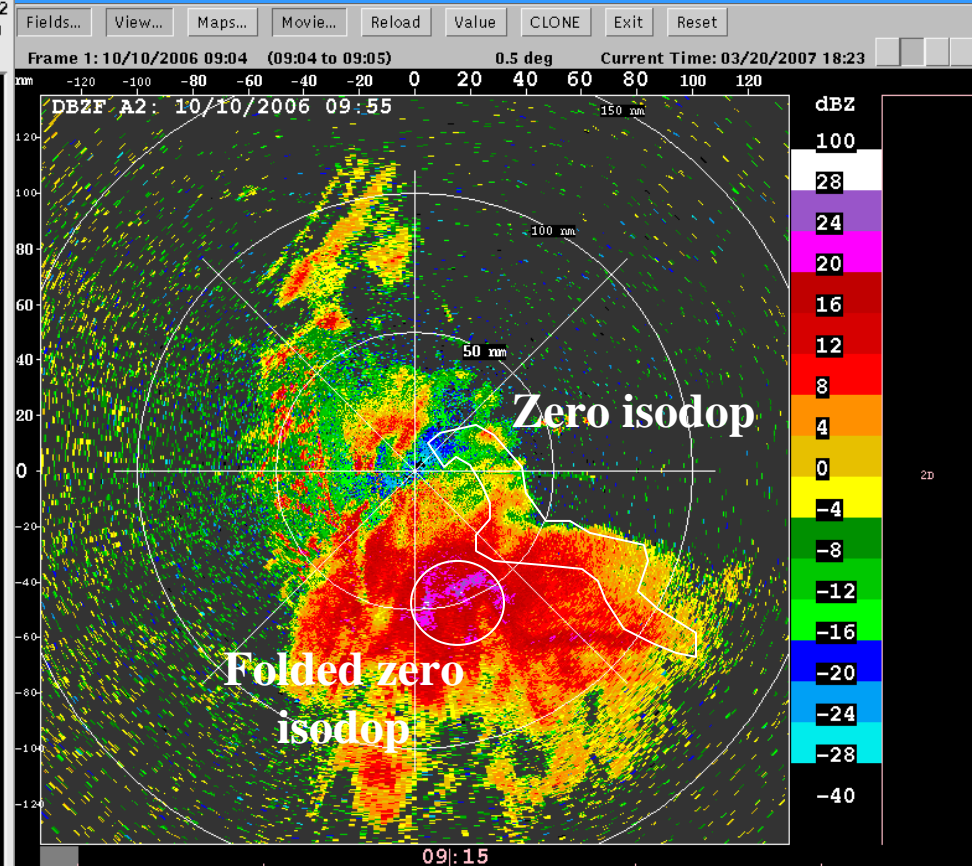 2
Fields... View... Maps... Movie... Reload Value CLONE Exit Reset
Frame 1: 10/10/2006 09:04 (09:04 to 09:05) 0.5 deg Current Time: 03/20/2007 18:23
nm -120 -100 -80 -60 -40 -20 0 20 40 60 80 100 120
DBZF A2: 10/10/2006 09:55
150 nm
dBZ
120
100
100
28
80
100 nm
24
20
60
16
40
50 nm
12
8
20
Zero isodop
4
0
0
2D
-4
-20
-8
-40
-12
-60
-16
Folded zero
-20
-80
isodop
-24
-100
-28
-120
-40
09:15